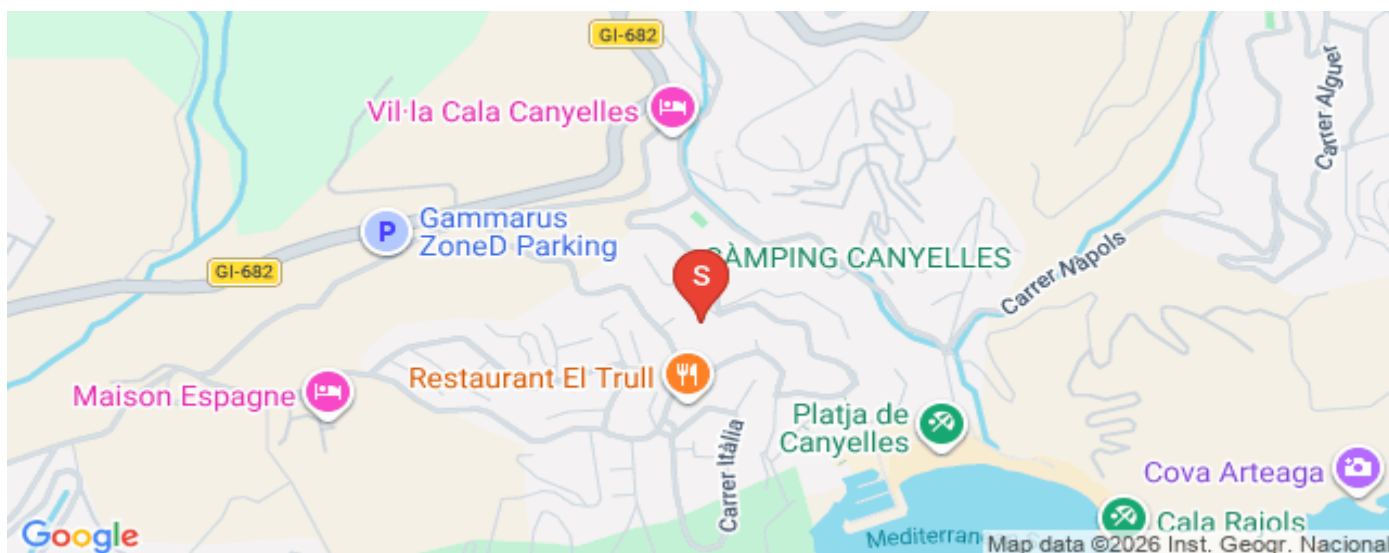 GI-682
Vil·la Cala Canyelles
Carrer Alguer
P
Gammarus
ZoneD Parking
GI-682
S
CÀMPING CANYELLES
Carrer Nàpols
Restaurant El Trull
Maison Espagne
Carrer Itàlia
Platja de
Canyelles
Cova Arteaga
Cala Rajols
Google
Map data ©2026 Inst. Geogr. Nacional